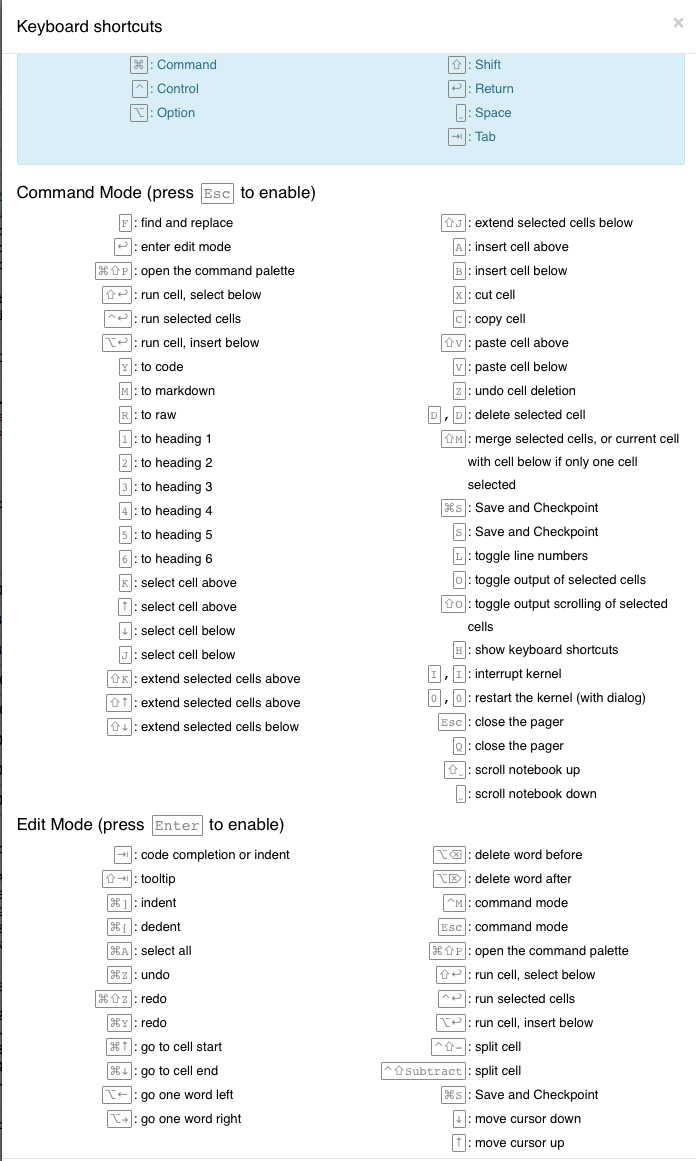 Keyboard shortcuts ×
⌘: Command
^: Control
⌥: Option
⇧: Shift
↩: Return
␣: Space
⇥: Tab
Command Mode (press Esc to enable)
F: find and replace
↩: enter edit mode
⌘⇧P: open the command palette
⇧↩: run cell, select below
^↩: run selected cells
⌥↩: run cell, insert below
Y: to code
M: to markdown
R: to raw
1: to heading 1
2: to heading 2
3: to heading 3
4: to heading 4
5: to heading 5
6: to heading 6
K: select cell above
↑: select cell above
↓: select cell below
J: select cell below
⇧K: extend selected cells above
⇧↑: extend selected cells above
⇧↓: extend selected cells below
⇧J: extend selected cells below
A: insert cell above
B: insert cell below
X: cut cell
C: copy cell
⇧V: paste cell above
V: paste cell below
Z: undo cell deletion
D,D: delete selected cell
⇧M: merge selected cells, or current cell
with cell below if only one cell
selected
⌘S: Save and Checkpoint
S: Save and Checkpoint
L: toggle line numbers
O: toggle output of selected cells
⇧O: toggle output scrolling of selected
cells
H: show keyboard shortcuts
I,I: interrupt kernel
0,0: restart the kernel (with dialog)
Esc: close the pager
Q: close the pager
⇧␣: scroll notebook up
␣: scroll notebook down
Edit Mode (press Enter to enable)
⇥: code completion or indent
⇧⇥: tooltip
⌘]: indent
⌘[: dedent
⌘A: select all
⌘Z: undo
⌘⇧Z: redo
⌘Y: redo
⌘↑: go to cell start
⌘↓: go to cell end
⌥←: go one word left
⌥→: go one word right
⌥⌫: delete word before
⌥⌦: delete word after
^M: command mode
Esc: command mode
⌘⇧P: open the command palette
⇧↩: run cell, select below
^↩: run selected cells
⌥↩: run cell, insert below
^⇧-: split cell
^⇧Subtract: split cell
⌘S: Save and Checkpoint
↓: move cursor down
↑: move cursor up